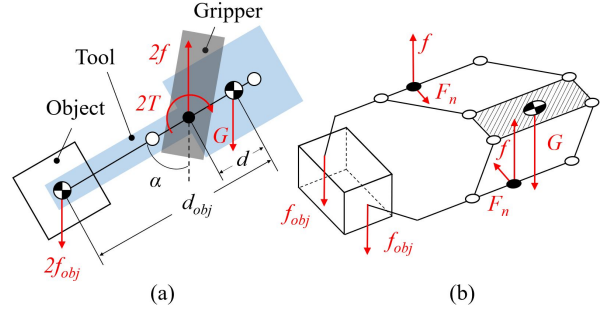 Gripper
Tool
Object
2f
2T
G
α
d
d_obj
2f_obj
(a)
f
F_n
G
f
F_n
f_obj
f_obj
(b)